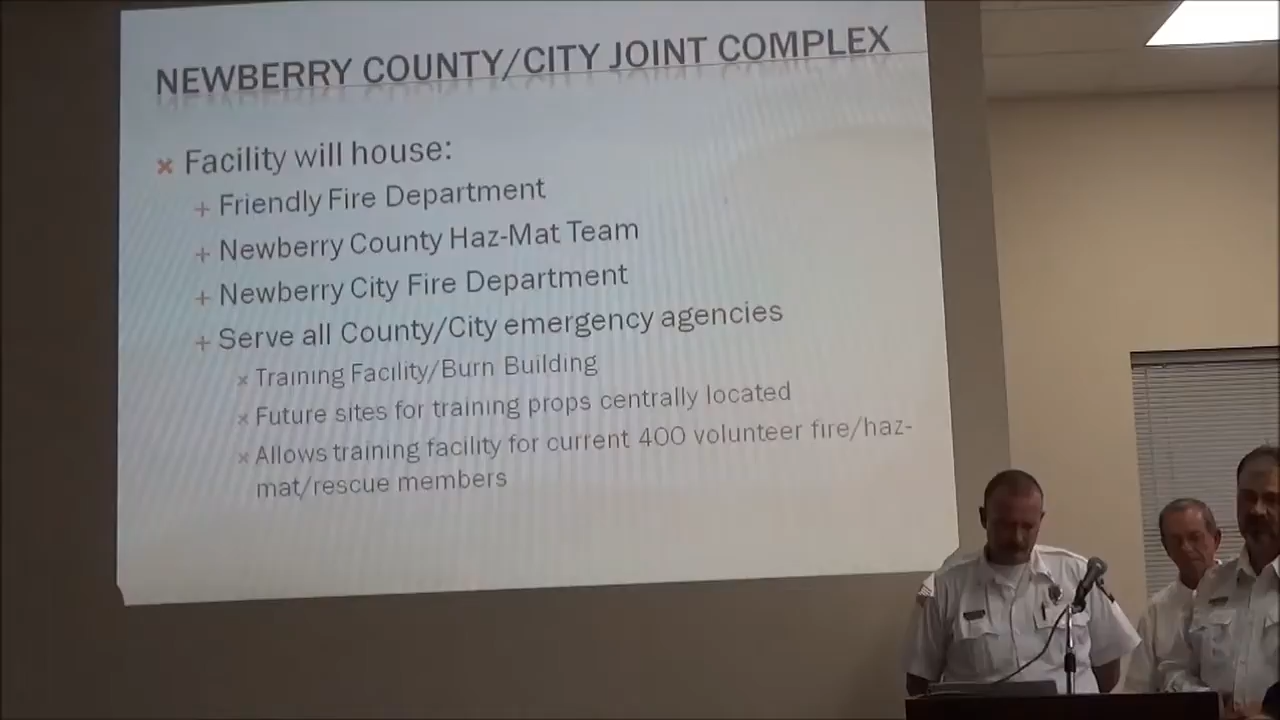 NEWBERRY COUNTY/CITY JOINT COMPLEX
Facility will house:
Friendly Fire Department
Newberry County Haz-Mat Team
Newberry City Fire Department
Serve all County/City emergency agencies
Training Facility/Burn Building
Future sites for training props centrally located
Allows training facility for current 400 volunteer fire/haz-
mat/rescue members